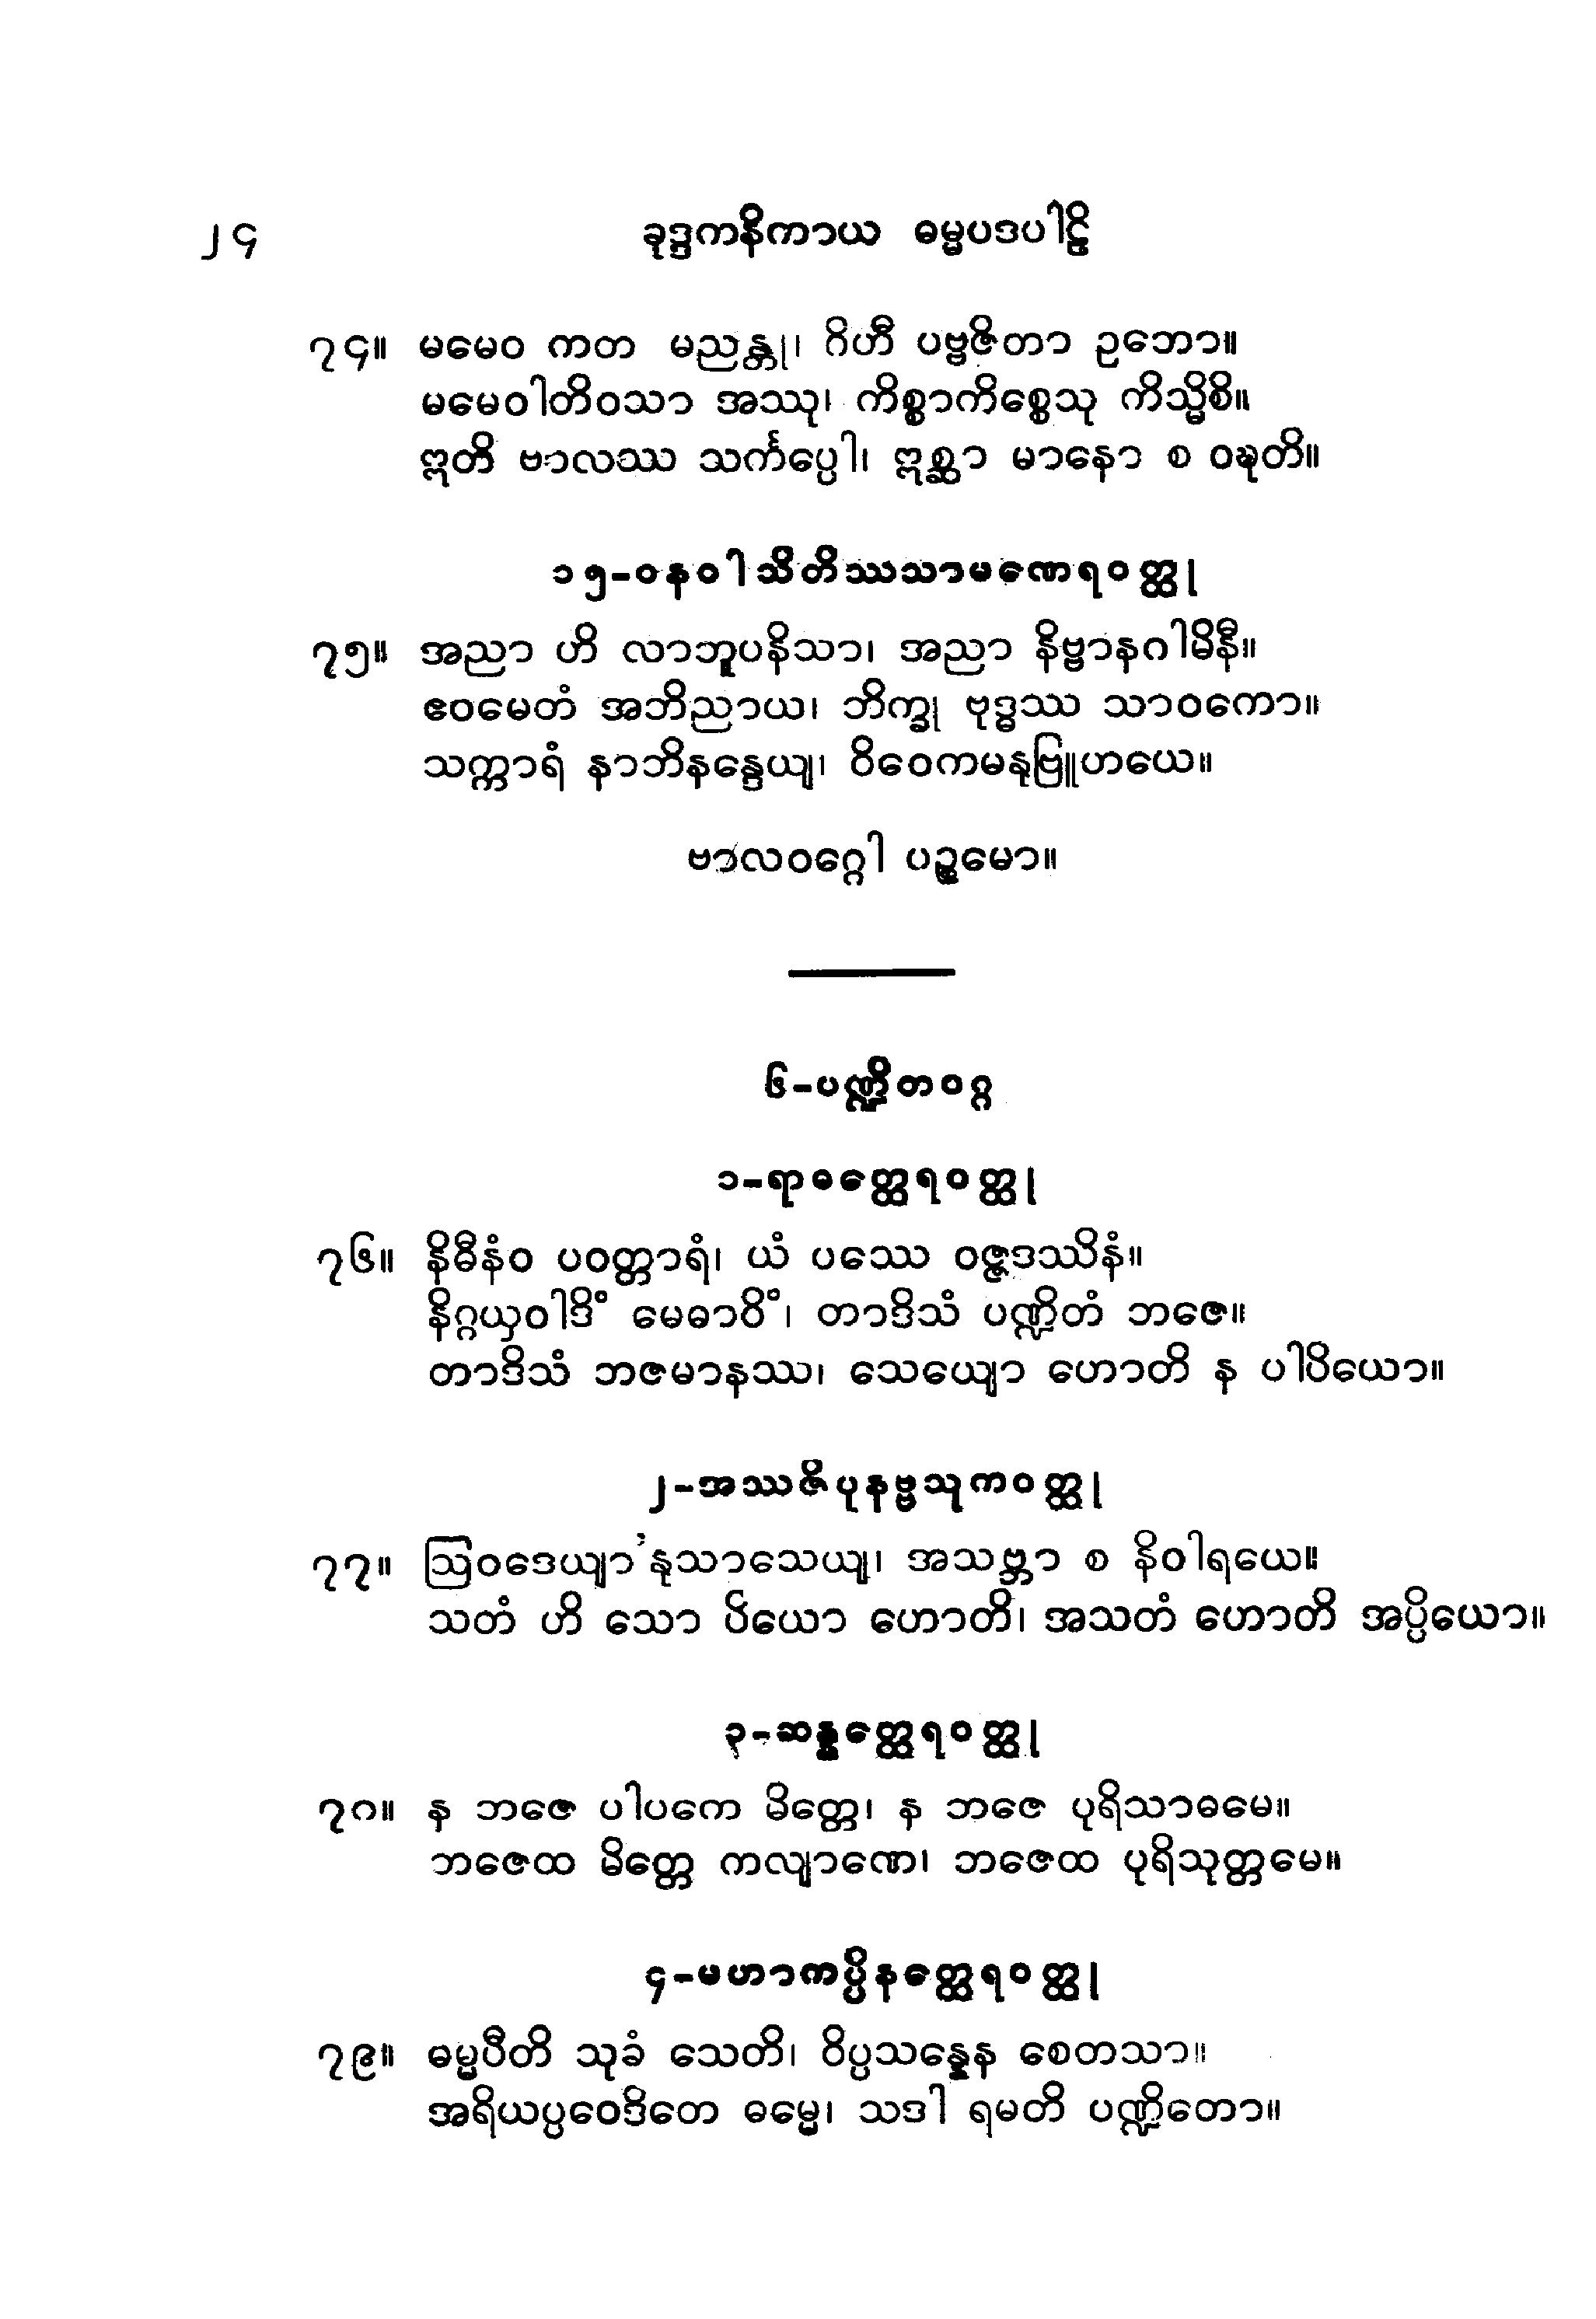 ၂၄ ခုဒ္ဒကနိကာယ ဓမ္မပဒပါဠိ
၇၄။ မမေဝ ကတ မညန္တု၊ ဂိဟီ ပဗ္ဗဇိတာ ဥဘော။
မမေဝါတိဝသာ အဿု၊ ကိစ္စာကိစ္စေသု ကိသ္မိစိ။
ဣတိ ဗာလဿ သင်္ကပ္ပေါ၊ ဣစ္ဆာ မာနော စ ဝဍ္ဎတိ။
၁၅-ဝနဝါသိတိဿသာမဏေရဝတ္ထု
၇၅။ အညာ ဟိ လာဘူပနိသာ၊ အညာ နိဗ္ဗာနဂါမိနီ။
ဧဝမေတံ အဘိညာယ၊ ဘိက္ခု ဗုဒ္ဓဿ သာဝကော။
သက္ကာရံ နာဘိနန္ဒေယျ၊ ဝိဝေကမနုဗြူဟယေ။
ဗာလဝဂ္ဂေါ ပဉ္စမော။
၆-ပဏ္ဍိတဝဂ္ဂ
၁-ရာဓတ္ထေရဝတ္ထု
၇၆။ နိဓီနံဝ ပဝတ္တာရံ၊ ယံ ပဿေ ဝဇ္ဇဒဿိနံ။
နိဂ္ဂယှဝါဒိံ မေဓာဝိံ၊ တာဒိသံ ပဏ္ဍိတံ ဘဇေ။
တာဒိသံ ဘဇမာနဿ၊ သေယျော ဟောတိ န ပါပိယော။
၂-အဿဇိပုနဗ္ဗသုကဝတ္ထု
၇၇။ ဩဝဒေယျာ’နုသာသေယျ၊ အသဗ္ဘာ စ နိဝါရယေ။
သတံ ဟိ သော ပိယော ဟောတိ၊ အသတံ ဟောတိ အပ္ပိယော။
၃-ဆန္နတ္ထေရဝတ္ထု
၇၈။ န ဘဇေ ပါပကေ မိတ္တေ၊ န ဘဇေ ပုရိသာဓမေ။
ဘဇေထ မိတ္တေ ကလျာဏေ၊ ဘဇေထ ပုရိသုတ္တမေ။
၄-မဟာကပ္ပိနတ္ထေရဝတ္ထု
၇၉။ ဓမ္မပီတိ သုခံ သေတိ၊ ဝိပ္ပသန္နေန စေတသာ။
အရိယပ္ပဝေဒိတေ ဓမ္မေ၊ သဒါ ရမတိ ပဏ္ဍိတော။